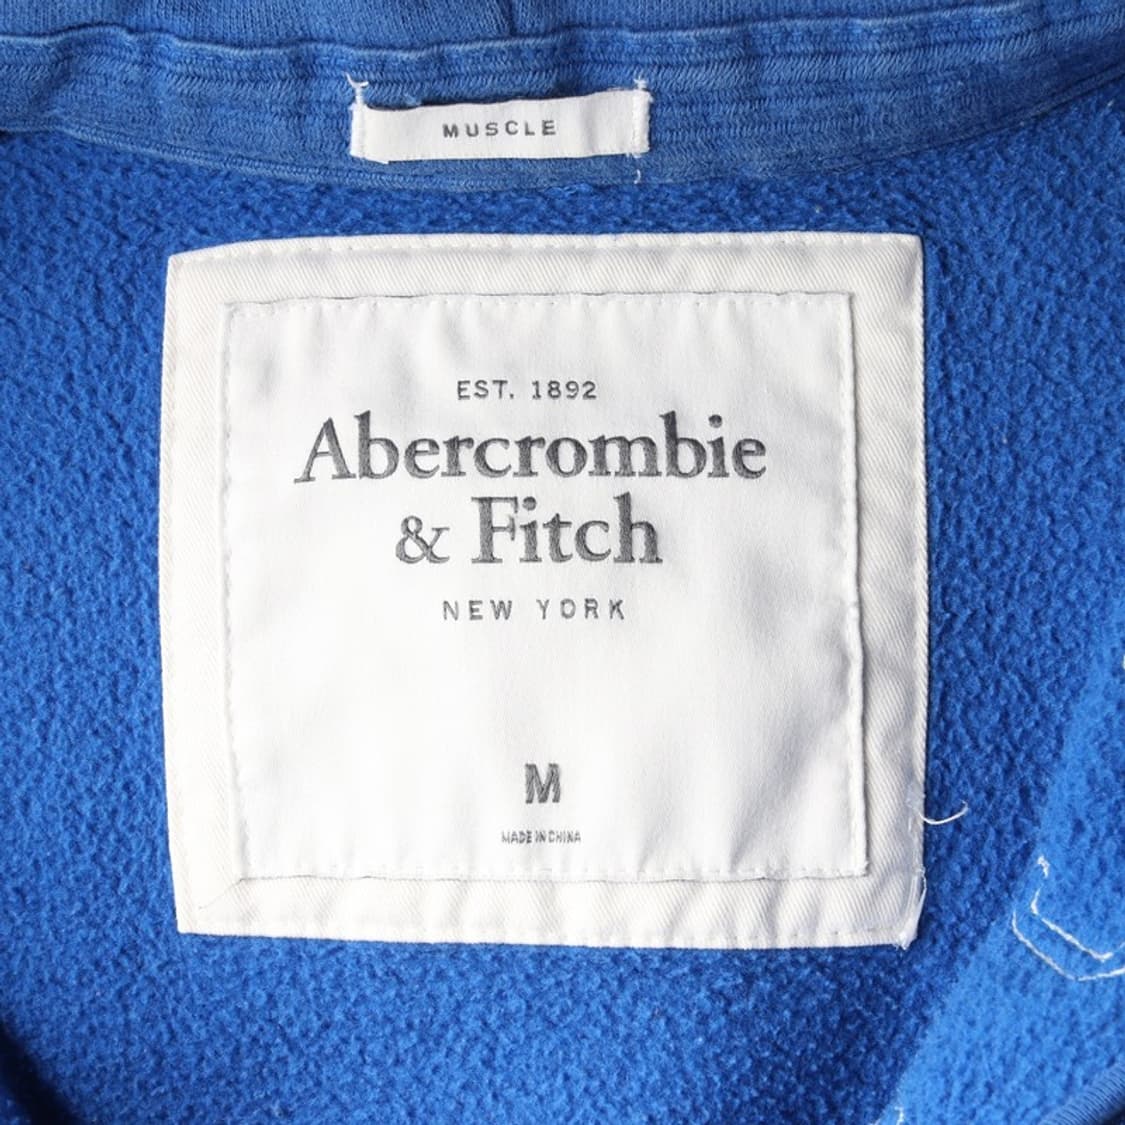 MUSCLE
EST. 1892
Abercrombie
& Fitch
NEW YORK
M
MADE IN CHINA